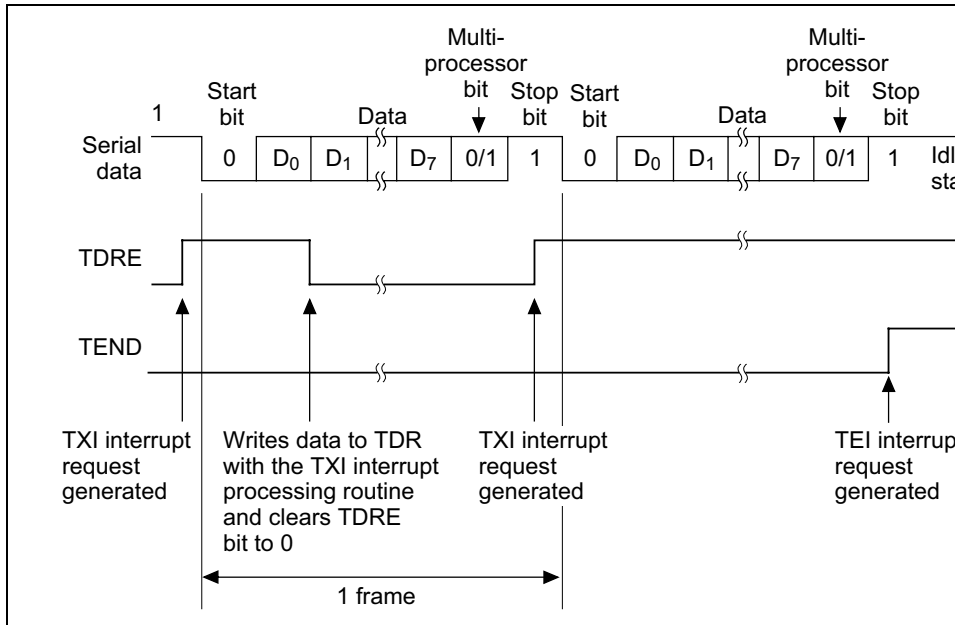 Multi-
processor
bit
Multi-
processor
bit
1
Start
bit
Data
Stop
bit
Start
bit
Data
Stop
bit
Serial
data
0 D0 D1 D7 0/1 1 0 D0 D1 D7 0/1 1
TDRE
TEND
TXI interrupt
request
generated
Writes data to TDR
with the TXI interrupt
processing routine
and clears TDRE
bit to 0
TXI interrupt
request
generated
TEI
request
generated
1 frame